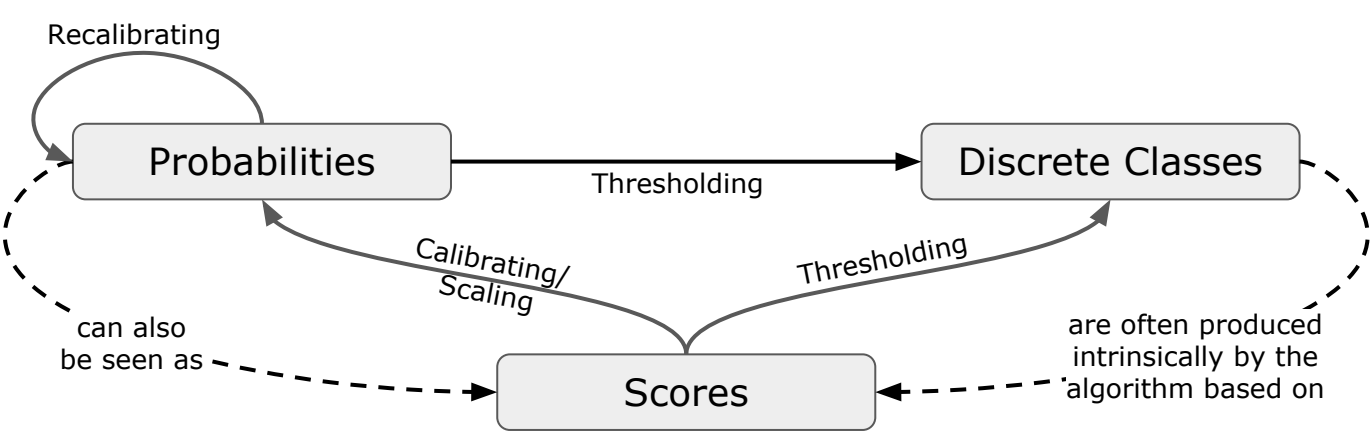 Recalibrating
Probabilities
Discrete Classes
Thresholding
Calibrating/
Scaling
Thresholding
can also
be seen as
are often produced
intrinsically by the
algorithm based on
Scores